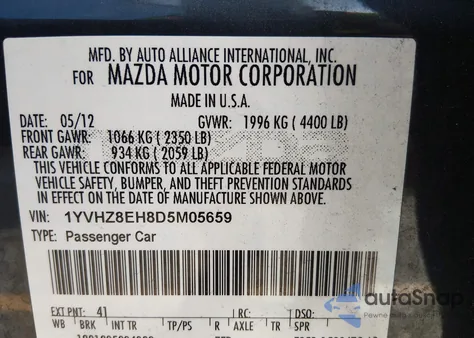 MFD. BY AUTO ALLIANCE INTERNATIONAL, INC.
FOR MAZDA MOTOR CORPORATION
MADE IN U.S.A.
DATE: 05/12 GVWR: 1996 KG ( 4400 LB)
FRONT GAWR: 1066 KG ( 2350 LB)
REAR GAWR: 934 KG ( 2059 LB)
THIS VEHICLE CONFORMS TO ALL APPLICABLE FEDERAL MOTOR
VEHICLE SAFETY, BUMPER, AND THEFT PREVENTION STANDARDS
IN EFFECT ON THE DATE OF MANUFACTURE SHOWN ABOVE.
VIN: 1YVHZ8EH8D5M05659
TYPE: Passenger Car
EXT PNT: 41 RC: DSO:
WB BRK INT TR TP/PS R AXLE TR SPR
autoSnap